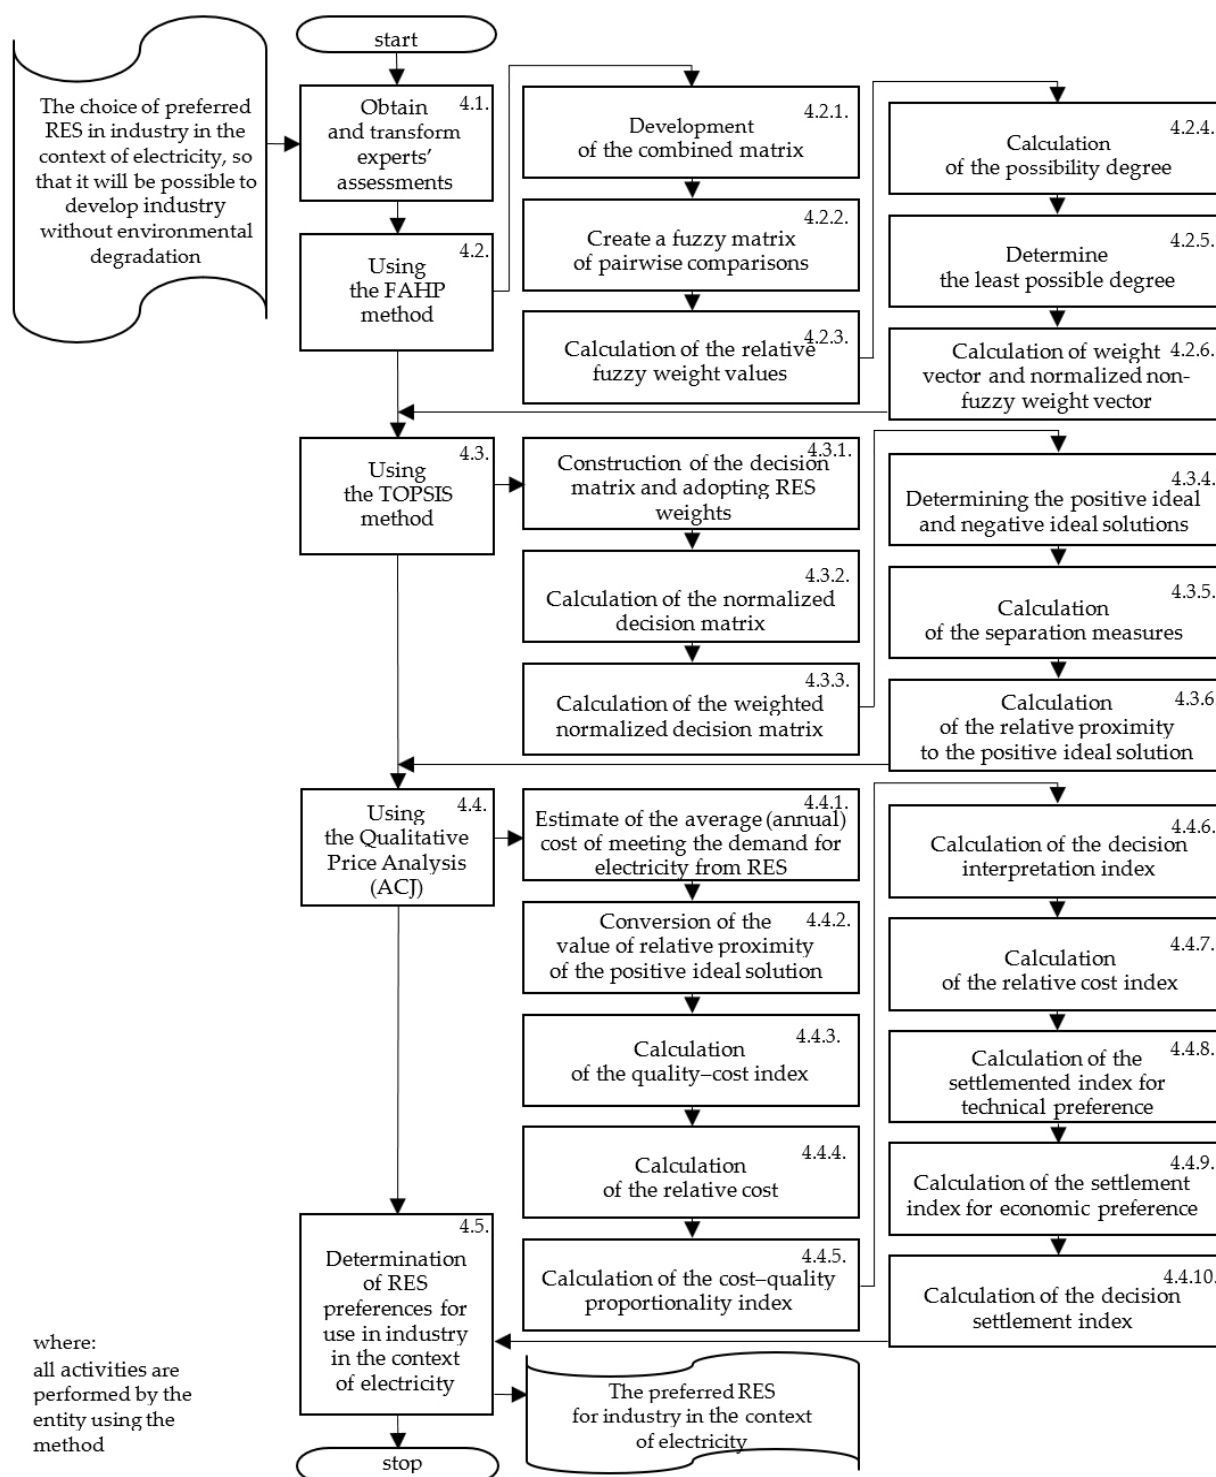 start
The choice of preferred
RES in industry in the
context of electricity, so
that it will be possible to
develop industry
without environmental
degradation
4.1.
Obtain
and transform
experts'
assessments
4.2.
Using
the FAHP
method
4.2.1.
Development
of the combined matrix
4.2.2.
Create a fuzzy matrix
of pairwise comparisons
4.2.3.
Calculation of the relative
fuzzy weight values
4.2.4.
Calculation
of the possibility degree
4.2.5.
Determine
the least possible degree
4.2.6.
Calculation of weight
vector and normalized non-
fuzzy weight vector
4.3.
Using
the TOPSIS
method
4.3.1.
Construction of the decision
matrix and adopting RES
weights
4.3.2.
Calculation of the normalized
decision matrix
4.3.3.
Calculation of the weighted
normalized decision matrix
4.3.4.
Determining the positive ideal
and negative ideal solutions
4.3.5.
Calculation
of the separation measures
4.3.6
Calculation
of the relative proximity
to the positive ideal solution
4.4.
Using
the Qualitative
Price Analysis
(ACJ)
4.4.1.
Estimate of the average (annual)
cost of meeting the demand for
electricity from RES
4.4.2.
Conversion of the
value of relative proximity
of the positive ideal solution
4.4.3.
Calculation
of the quality–cost index
4.4.4.
Calculation
of the relative cost
4.4.5.
Calculation of the cost–quality
proportionality index
4.4.6.
Calculation of the decision
interpretation index
4.4.7.
Calculation
of the relative cost index
4.4.8.
Calculation of the
settlemented index for
technical preference
4.4.9.
Calculation of the settlement
index for economic preference
4.4.10.
Calculation of the decision
settlement index
4.5.
Determination
of RES
preferences for
use in industry
in the context
of electricity
The preferred RES
for industry in the context
of electricity
stop
where:
all activities are
performed by the
entity using the
method